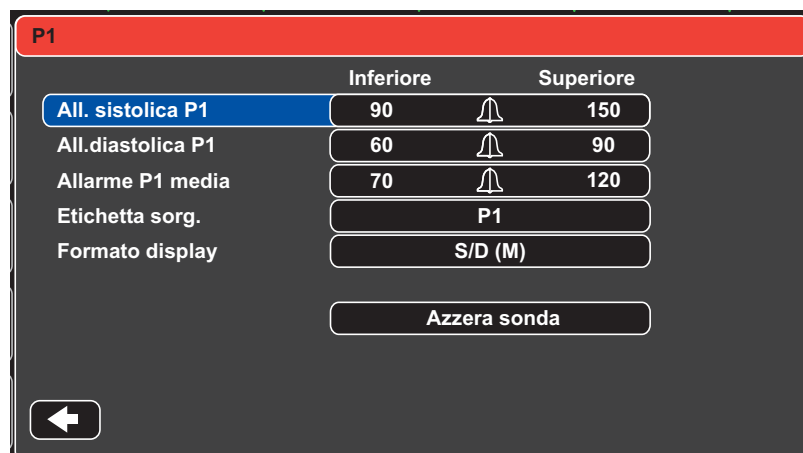 P1
Inferiore Superiore
All. sistolica P1 90 150
All.diastolica P1 60 90
Allarme P1 media 70 120
Etichetta sorg. P1
Formato display S/D (M)
Azzera sonda